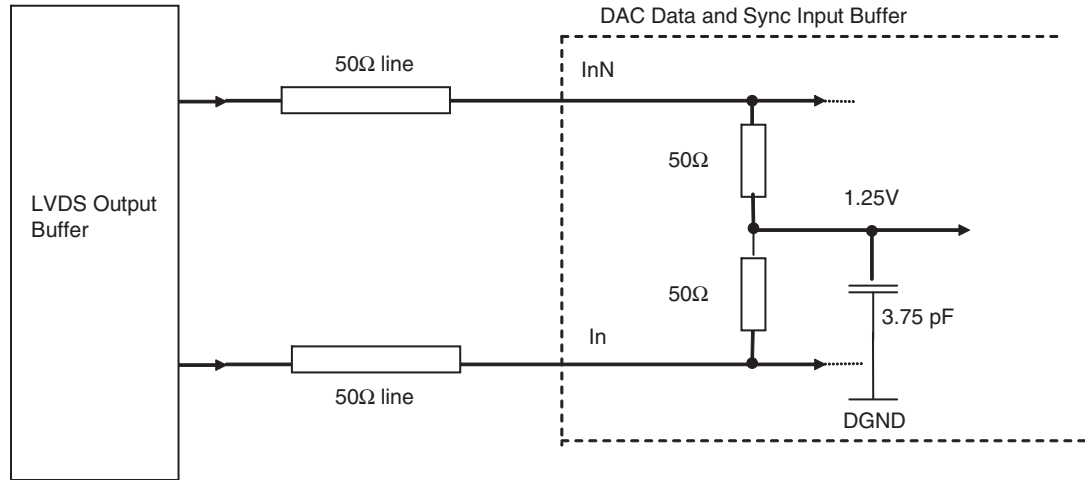 DAC Data and Sync Input Buffer
50Ω line
InN
50Ω
1.25V
LVDS Output
Buffer
50Ω
3.75 pF
In
50Ω line
DGND